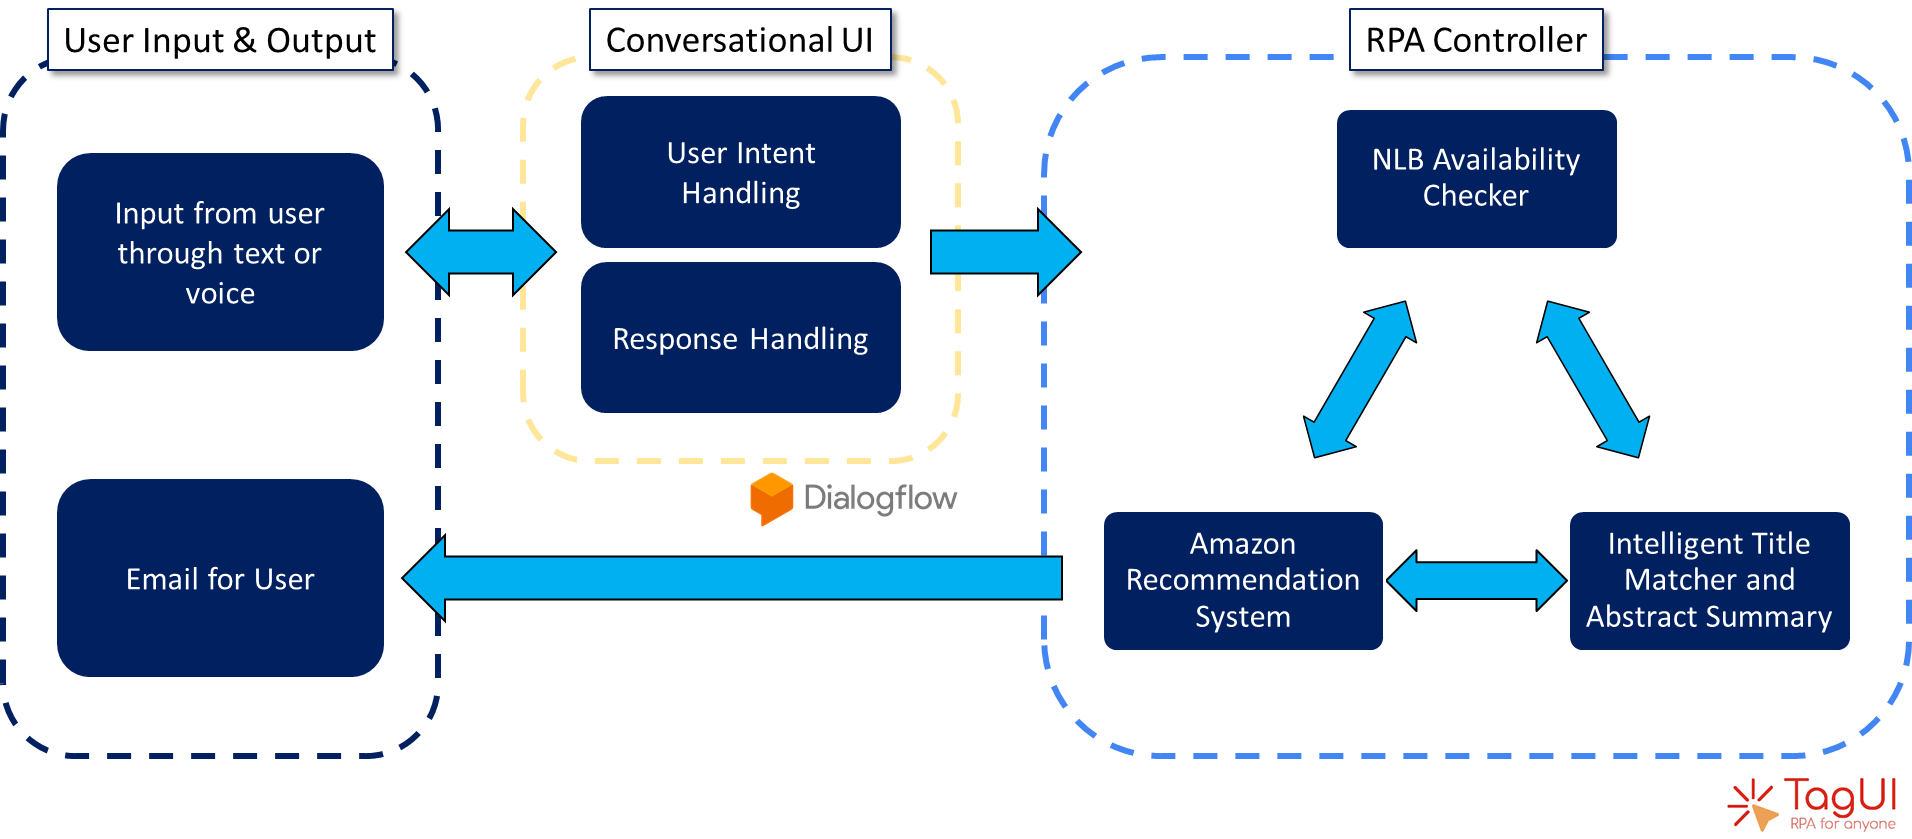 User Input & Output
Input from user
through text or
voice
Email for User
Conversational UI
User Intent
Handling
Response Handling
Dialogflow
RPA Controller
NLB Availability
Checker
Amazon
Recommendation
System
Intelligent Title
Matcher and
Abstract Summary
TagUI
RPA for anyone